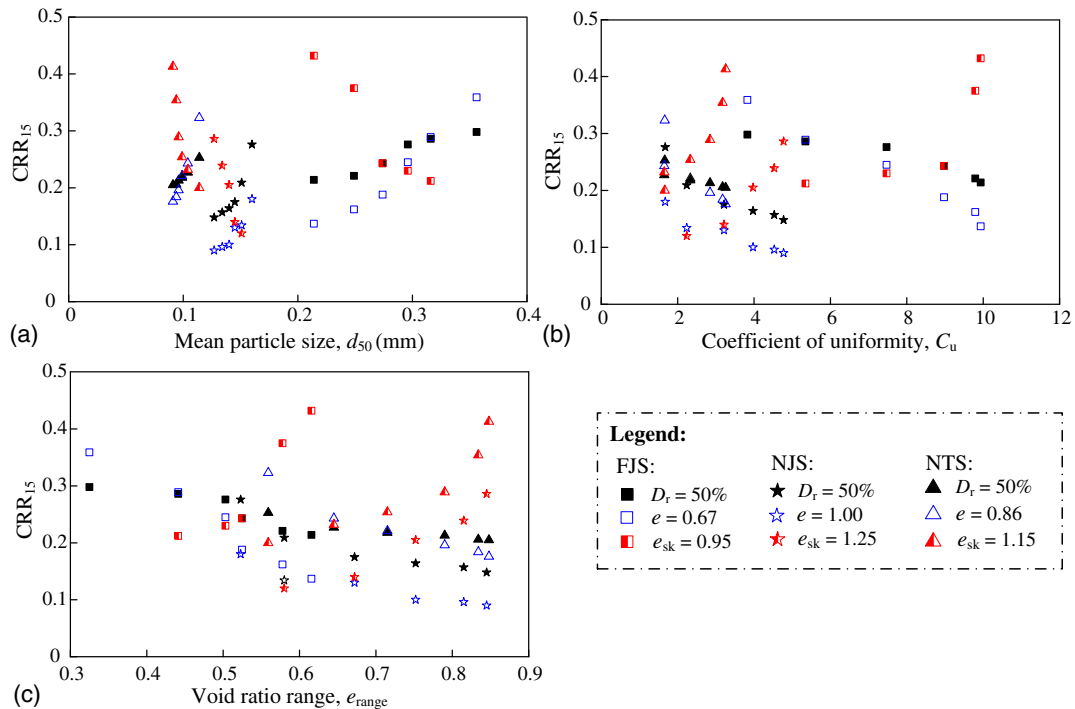 0.5
0.4
0.3
0.2
0.1
0
CRR15
0 0.1 0.2 0.3 0.4
(a) Mean particle size, d50 (mm)
0.5
0.4
0.3
0.2
0.1
0
CRR15
0 2 4 6 8 10 12
(b) Coefficient of uniformity, Cu
0.5
0.4
0.3
0.2
0.1
0
CRR15
0.3 0.4 0.5 0.6 0.7 0.8 0.9
(c) Void ratio range, erange
Legend:
FJS: NJS: NTS:
Dr = 50% Dr = 50% Dr = 50%
e = 0.67 e = 1.00 e = 0.86
esk = 0.95 esk = 1.25 esk = 1.15